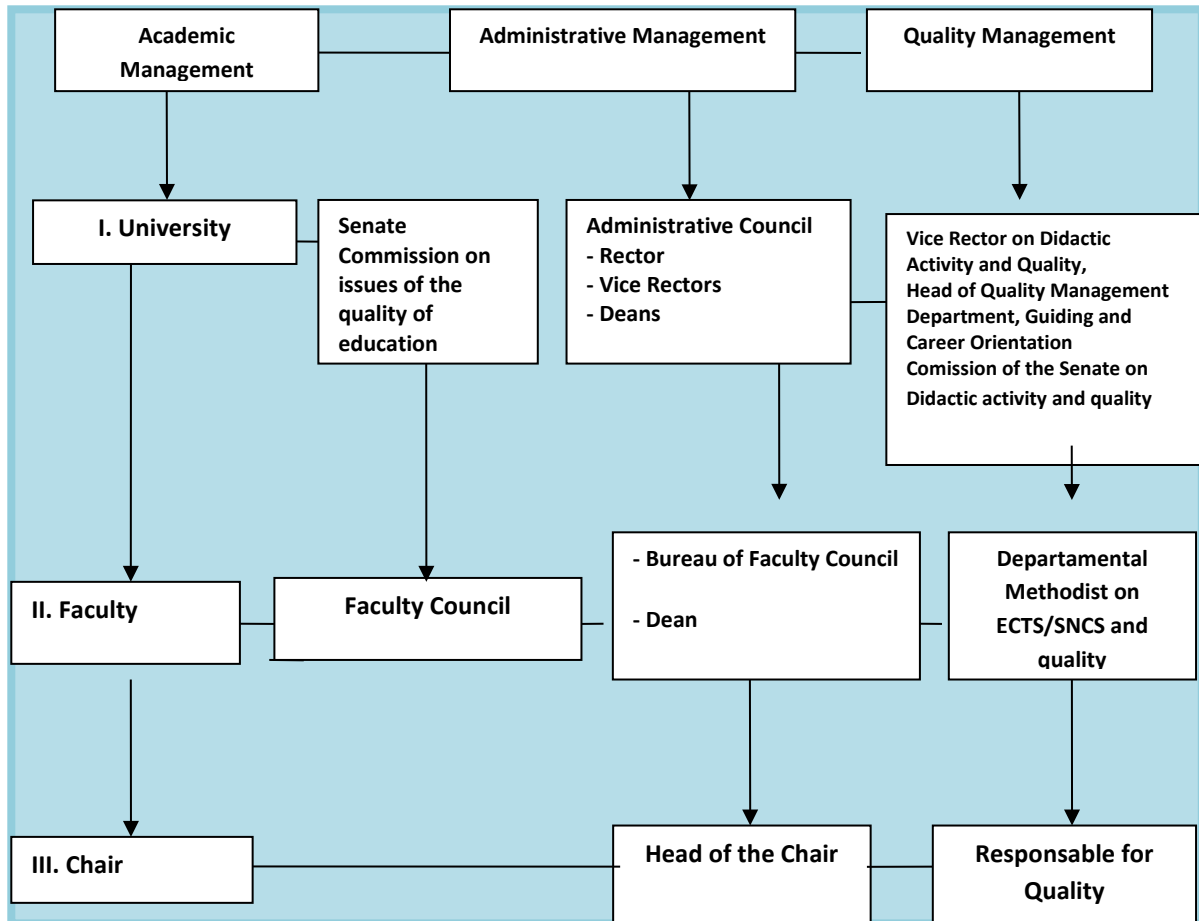 Academic
Management
Administrative Management
Quality Management
I. University
Senate
Commission on
issues of the
quality of
education
Administrative Council
- Rector
- Vice Rectors
- Deans
Vice Rector on Didactic
Activity and Quality,
Head of Quality Management
Department, Guiding and
Career Orientation
Comission of the Senate on
Didactic activity and quality
II. Faculty
Faculty Council
- Bureau of Faculty Council
- Dean
Departamental
Methodist on
ECTS/SNCS and
quality
III. Chair
Head of the Chair
Responsable for
Quality